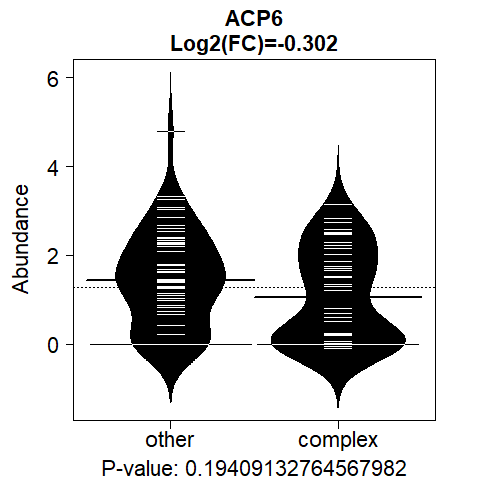 ACP6
Log2(FC)=-0.302
Abundance
6
4
2
0
other
complex
P-value: 0.19409132764567982